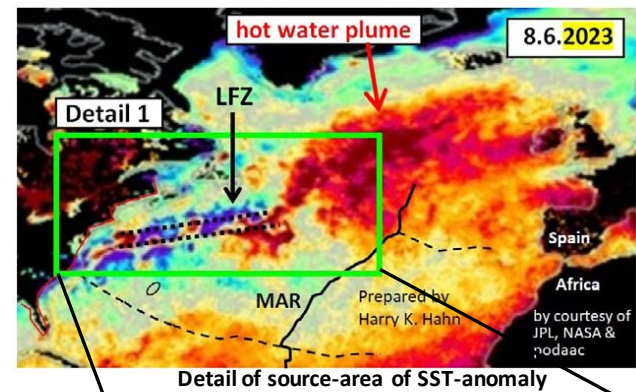 hot water plume
8.6.2023
Detail 1
LFZ
Spain
Africa
MAR
Prepared by
Harry K. Hahn
by courtesy of
JPL, NASA &
podaac
Detail of source-area of SST-anomaly